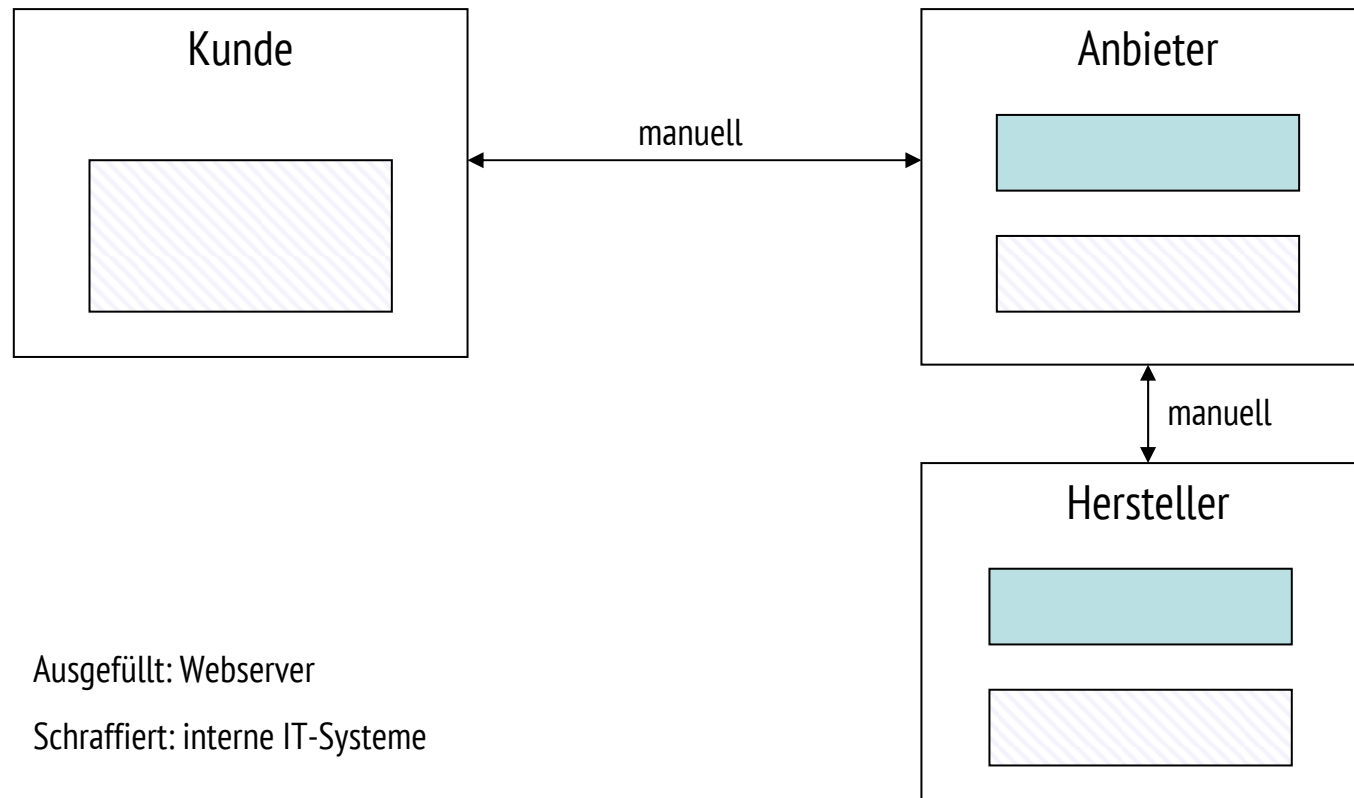 Kunde
Anbieter
manuell
manuell
Hersteller
Ausgefüllt: Webserver
Schraffiert: interne IT-Systeme